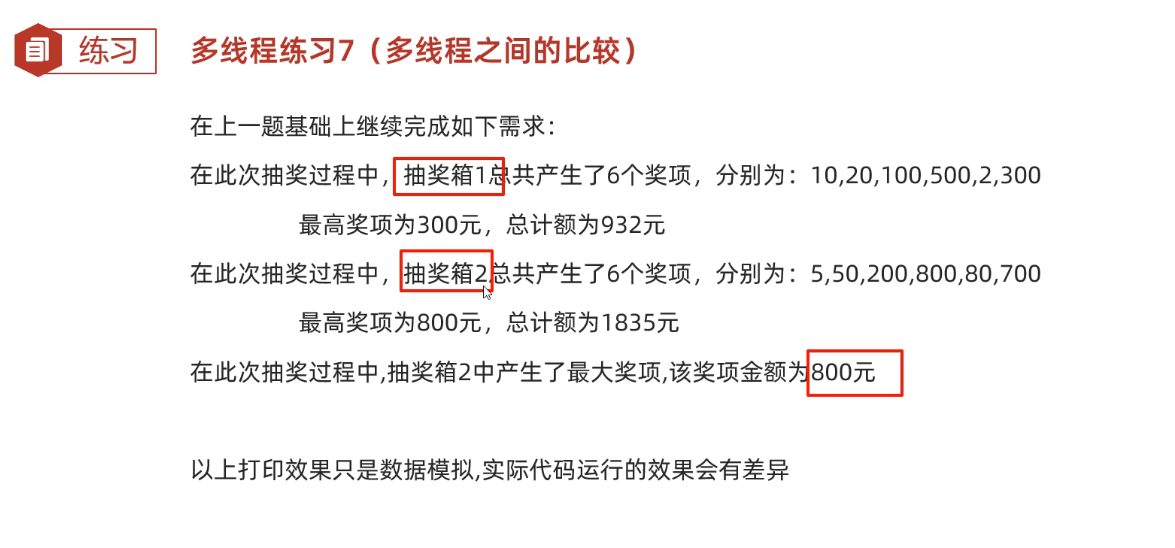 练习
多线程练习7（多线程之间的比较）
在上一题基础上继续完成如下需求：
在此次抽奖过程中，抽奖箱1总共产生了6个奖项，分别为：10,20,100,500,2,300
最高奖项为300元，总计额为932元
在此次抽奖过程中，抽奖箱2总共产生了6个奖项，分别为：5,50,200,800,80,700
最高奖项为800元，总计额为1835元
在此次抽奖过程中,抽奖箱2中产生了最大奖项,该奖项金额为800元
以上打印效果只是数据模拟,实际代码运行的效果会有差异